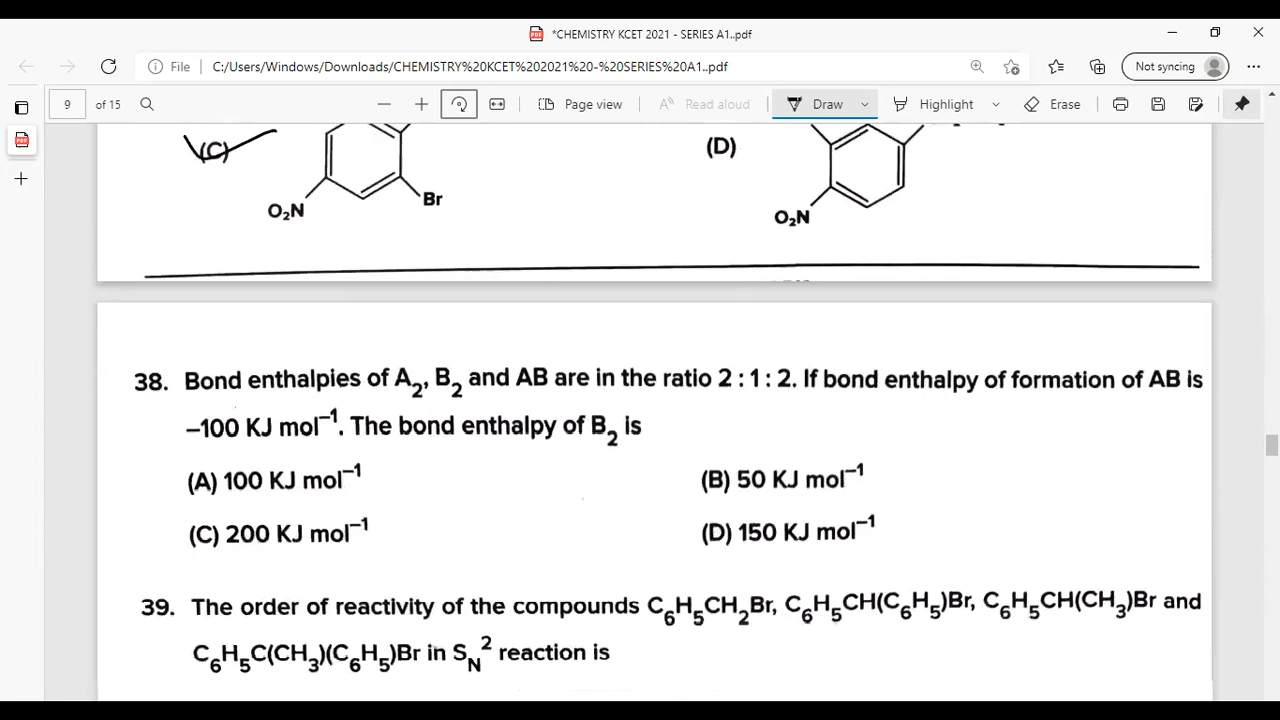 *CHEMISTRY KCET 2021 - SERIES A1..pdf
File C:/Users/Windows/Downloads/CHEMISTRY%20KCET%202021%20-%20SERIES%20A1..pdf Not syncing
9 of 15 Page view Read aloud Draw Highlight Erase
(C) (D)
O₂N Br O₂N
38. Bond enthalpies of A₂, B₂ and AB are in the ratio 2 : 1 : 2. If bond enthalpy of formation of AB is
–100 KJ mol⁻¹. The bond enthalpy of B₂ is
(A) 100 KJ mol⁻¹ (B) 50 KJ mol⁻¹
(C) 200 KJ mol⁻¹ (D) 150 KJ mol⁻¹
39. The order of reactivity of the compounds C₆H₅CH₂Br, C₆H₅CH(C₆H₅)Br, C₆H₅CH(CH₃)Br and
C₆H₅C(CH₃)(C₆H₅)Br in S_N² reaction is